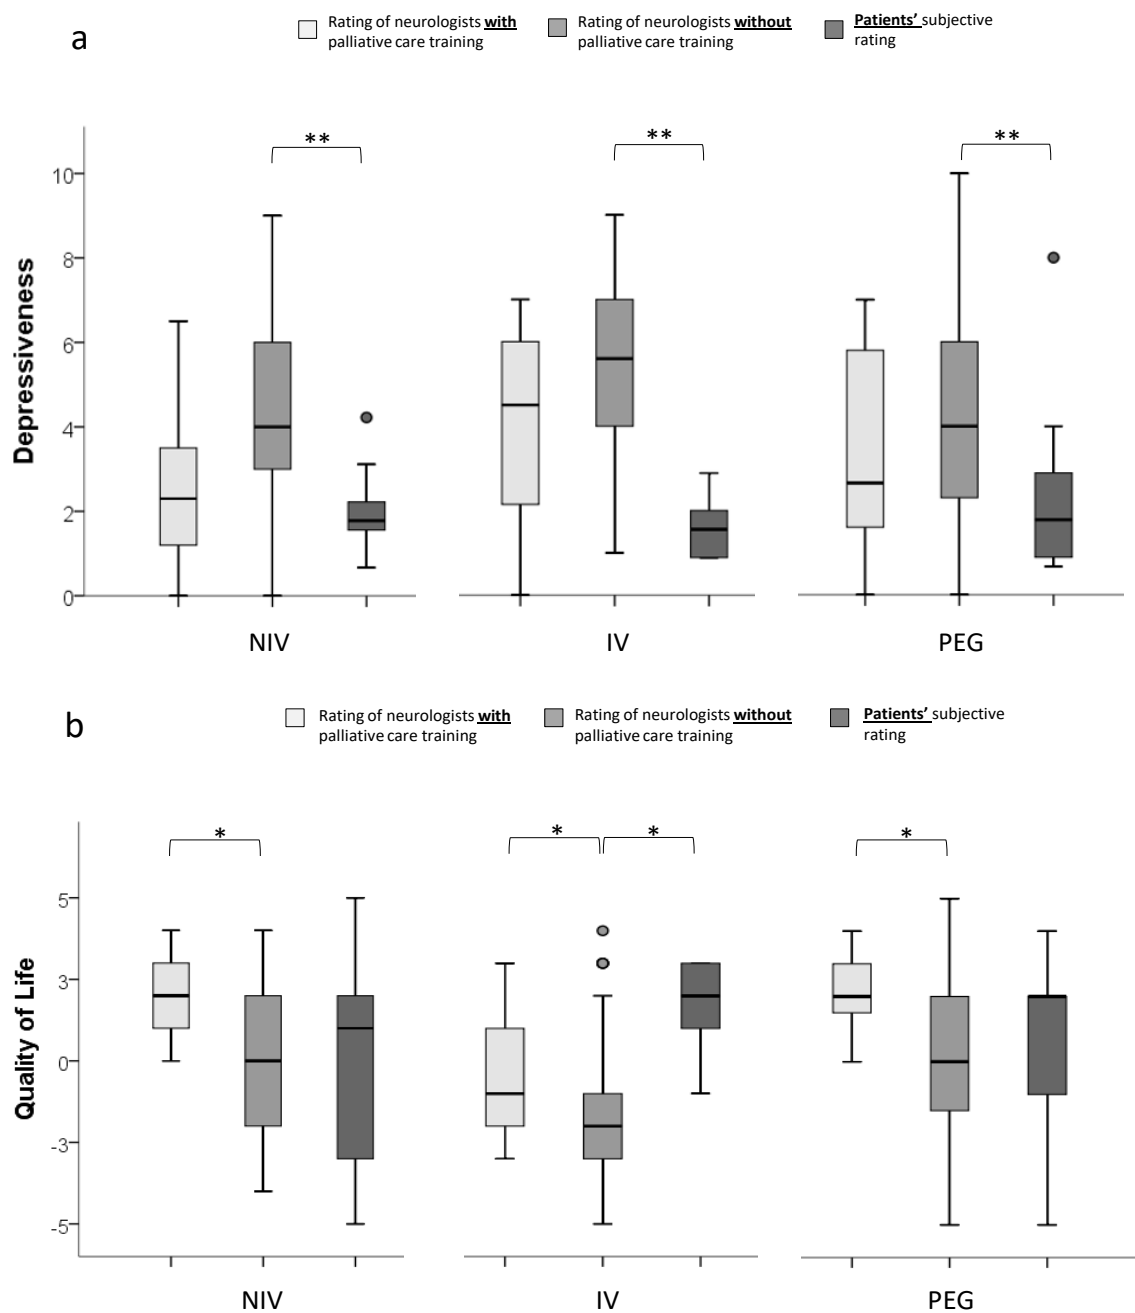 a
Rating of neurologists with
palliative care training
Rating of neurologists without
palliative care training
Patients' subjective
rating
**
**
**
Depressiveness
10
8
6
4
2
0
NIV
IV
PEG
b
Rating of neurologists with
palliative care training
Rating of neurologists without
palliative care training
Patients' subjective
rating
*
*
*
*
Quality of Life
5
3
0
-3
-5
NIV
IV
PEG